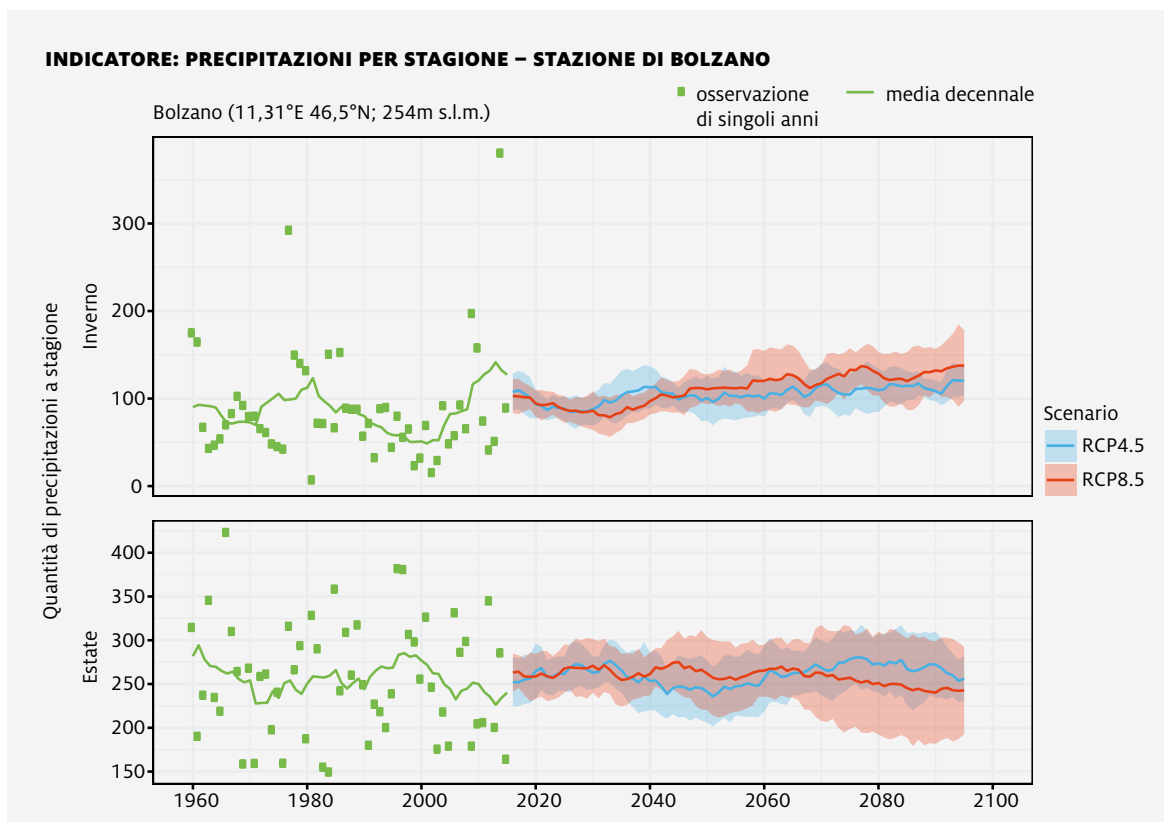 INDICATORE: PRECIPITAZIONI PER STAGIONE – STAZIONE DI BOLZANO
Bolzano (11,31°E 46,5°N; 254m s.l.m.)
osservazione
di singoli anni
media decennale
Quantità di precipitazioni a stagione
Inverno
300
200
100
0
Estate
400
350
300
250
200
150
1960
1980
2000
2020
2040
2060
2080
2100
Scenario
RCP4.5
RCP8.5